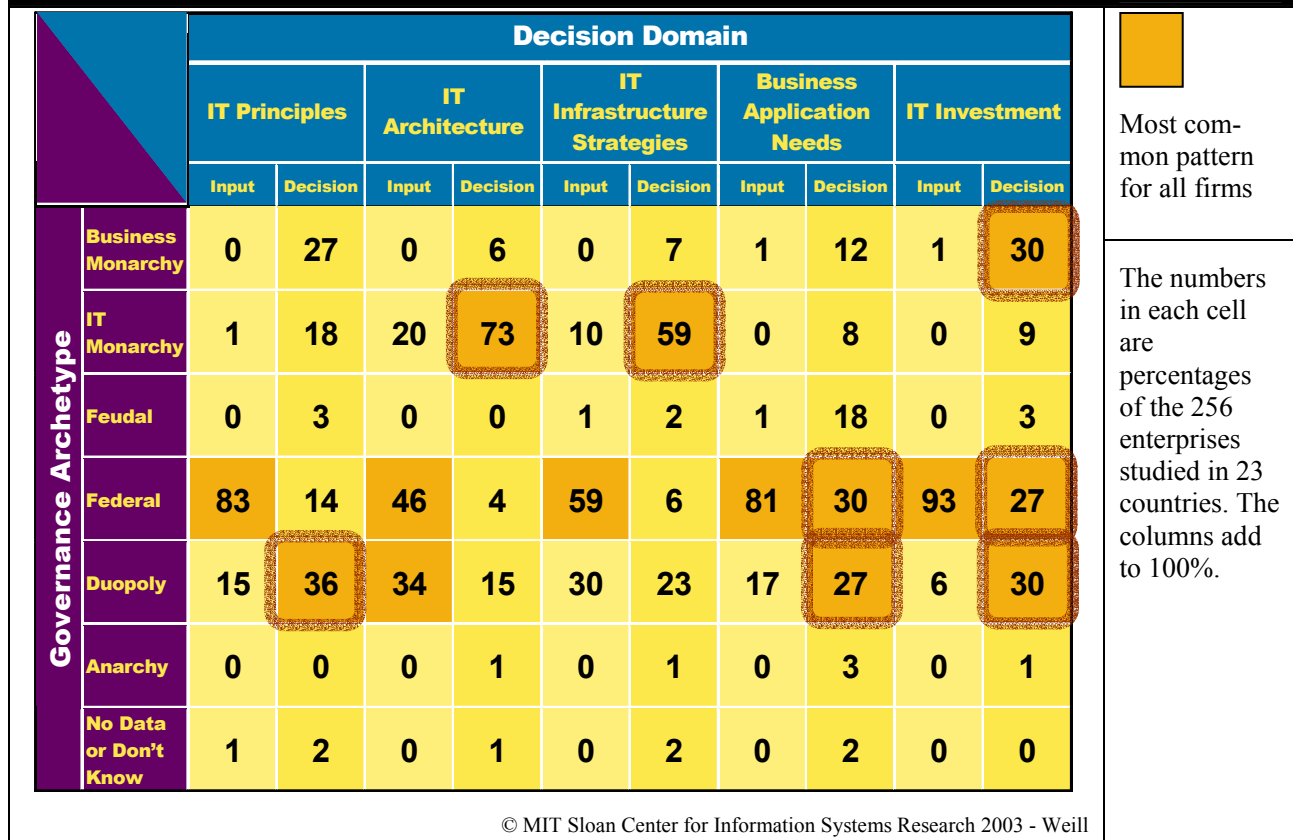 Decision Domain
IT Principles
IT
Architecture
IT
Infrastructure
Strategies
Business
Application
Needs
IT Investment
Input Decision Input Decision Input Decision Input Decision Input Decision
Governance Archetype
Business
Monarchy
0 27 0 6 0 7 1 12 1 30
IT
Monarchy
1 18 20 73 10 59 0 8 0 9
Feudal
0 3 0 0 1 2 1 18 0 3
Federal
83 14 46 4 59 6 81 30 93 27
Duopoly
15 36 34 15 30 23 17 27 6 30
Anarchy
0 0 0 1 0 1 0 3 0 1
No Data
or Don't
Know
1 2 0 1 0 2 0 2 0 0
Most com-
mon pattern
for all firms
The numbers
in each cell
are
percentages
of the 256
enterprises
studied in 23
countries. The
columns add
to 100%.
© MIT Sloan Center for Information Systems Research 2003 - Weill